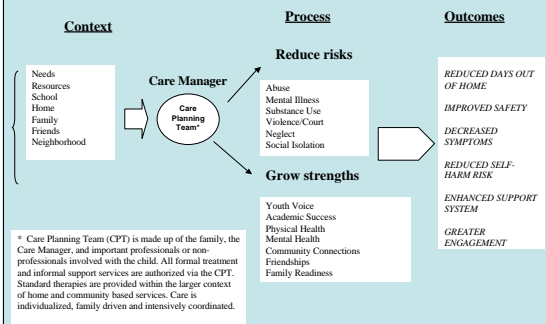 Context
Process
Outcomes
Needs
Resources
School
Home
Family
Friends
Neighborhood
Care Manager
Care
Planning
Team*
Reduce risks
Abuse
Mental Illness
Substance Use
Violence/Court
Neglect
Social Isolation
Grow strengths
Youth Voice
Academic Success
Physical Health
Mental Health
Community Connections
Friendships
Family Readiness
REDUCED DAYS OUT
OF HOME
IMPROVED SAFETY
DECREASED
SYMPTOMS
REDUCED SELF-
HARM RISK
ENHANCED SUPPORT
SYSTEM
GREATER
ENGAGEMENT
* Care Planning Team (CPT) is made up of the family, the
Care Manager, and important professionals or non-
professionals involved with the child. All formal treatment
and informal support services are authorized via the CPT.
Standard therapies are provided within the larger context
of home and community based services. Care is
individualized, family driven and intensively coordinated.